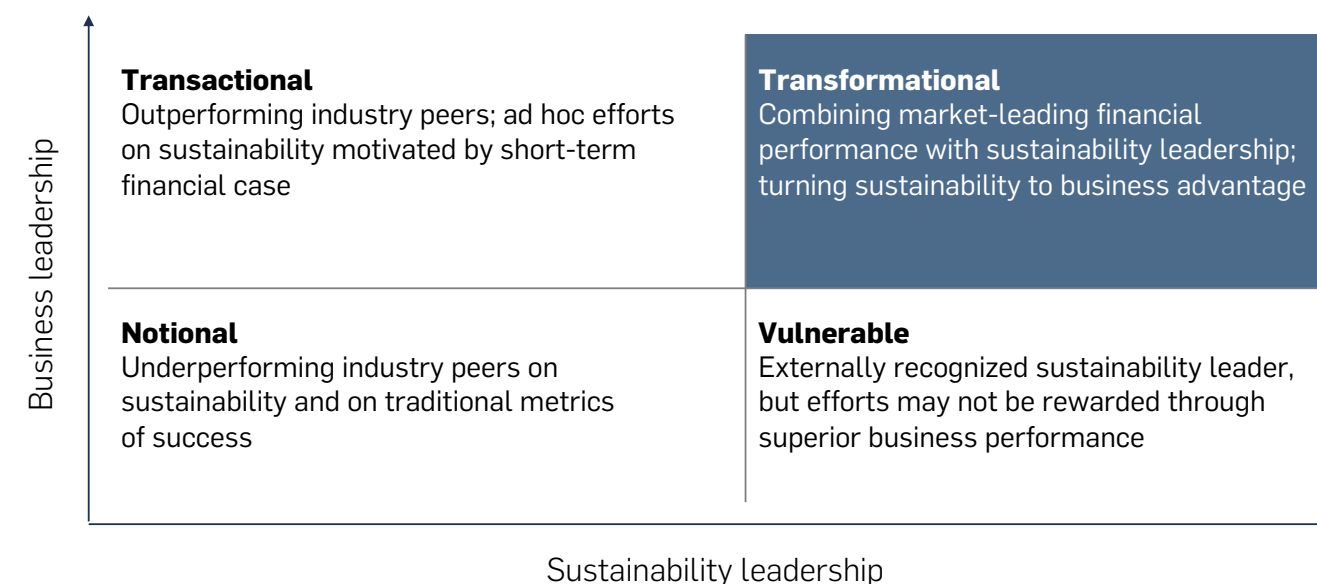 Business leadership
Transactional
Outperforming industry peers; ad hoc efforts
on sustainability motivated by short-term
financial case
Transformational
Combining market-leading financial
performance with sustainability leadership;
turning sustainability to business advantage
Notional
Underperforming industry peers on
sustainability and on traditional metrics
of success
Vulnerable
Externally recognized sustainability leader,
but efforts may not be rewarded through
superior business performance
Sustainability leadership